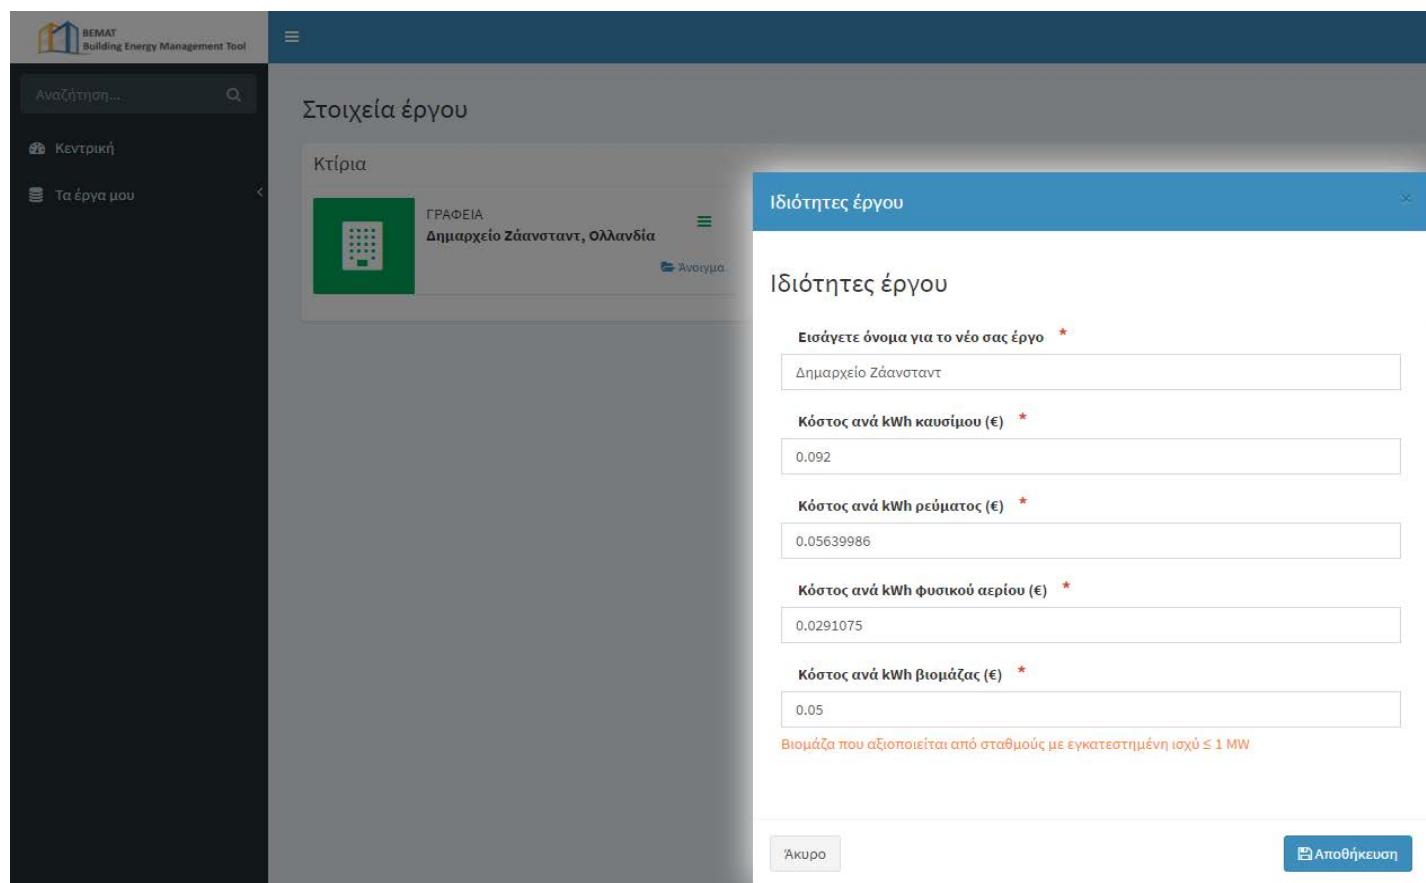 BEMAT
Building Energy Management Tool
Αναζήτηση...
Κεντρική
Τα έργα μου
Στοιχεία έργου
Κτίρια
ΓΡΑΦΕΙΑ
Δημαρχείο Ζάανσταντ, Ολλανδία
Άνοιγμα
Ιδιότητες έργου
×
Ιδιότητες έργου
Εισάγετε όνομα για το νέο σας έργο *
Δημαρχείο Ζάανσταντ
Κόστος ανά kWh καυσίμου (€) *
0.092
Κόστος ανά kWh ρεύματος (€) *
0.05639986
Κόστος ανά kWh φυσικού αερίου (€) *
0.0291075
Κόστος ανά kWh βιομάζας (€) *
0.05
Βιομάζα που αξιοποιείται από σταθμούς με εγκατεστημένη ισχύ ≤ 1 MW
Άκυρο
Αποθήκευση